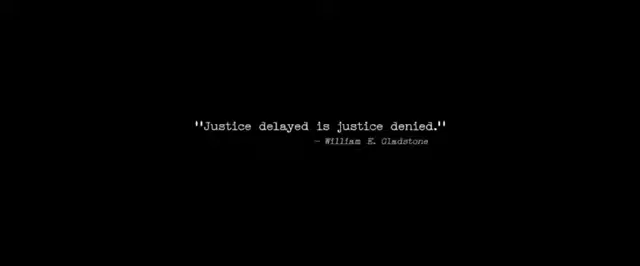 "Justice delayed is justice denied."
— William E. Gladstone